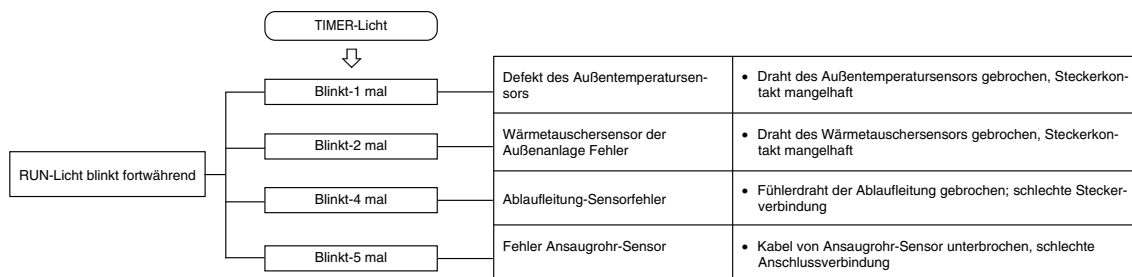 TIMER-Licht
RUN-Licht blinkt fortwährend
Blinkt-1 mal
Defekt des Außentemperatursen-
sors
• Draht des Außentemperatursensors gebrochen, Steckerkon-
takt mangelhaft
Blinkt-2 mal
Wärmetauschersensor der
Außenanlage Fehler
• Draht des Wärmetauschersensors gebrochen, Steckerkon-
takt mangelhaft
Blinkt-4 mal
Ablaufleitung-Sensorfehler
• Fühlerdraht der Ablaufleitung gebrochen; schlechte Stecker-
verbindung
Blinkt-5 mal
Fehler Ansaugrohr-Sensor
• Kabel von Ansaugrohr-Sensor unterbrochen, schlechte
Anschlussverbindung